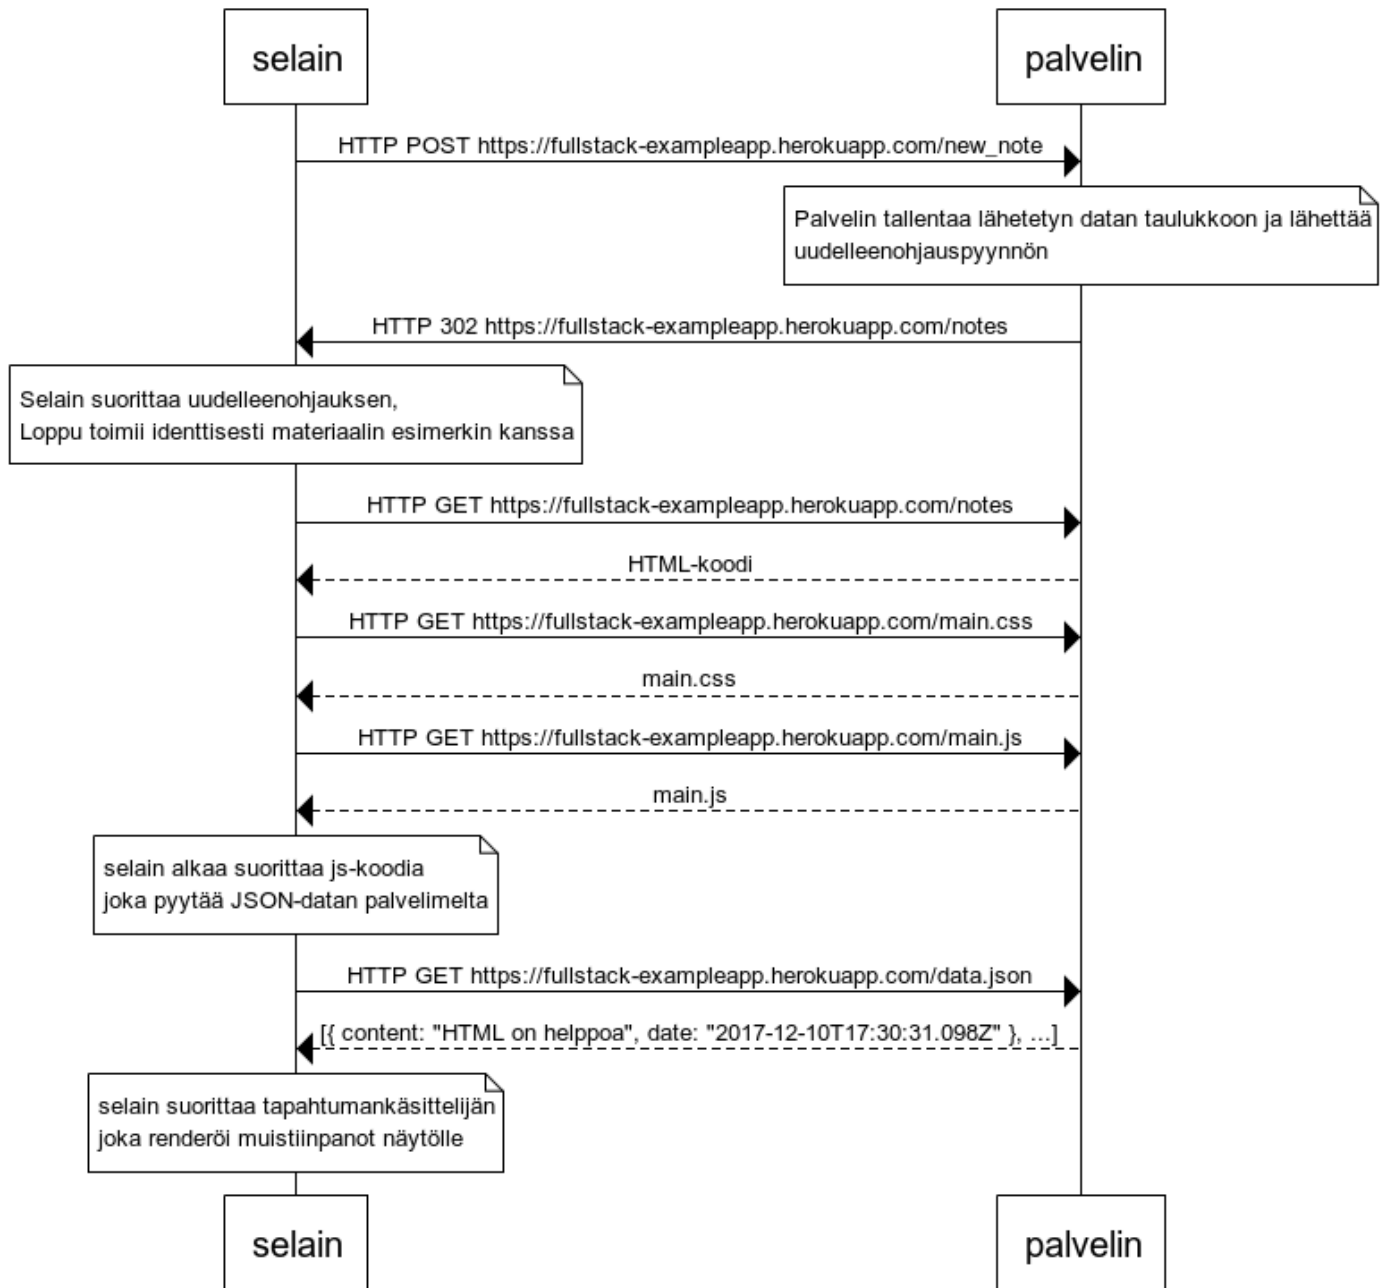 selain
palvelin
HTTP POST https://fullstack-exampleapp.herokuapp.com/new_note
Palvelin tallentaa lähetetyn datan taulukkoon ja lähettää
uudelleenohjauspyynnön
HTTP 302 https://fullstack-exampleapp.herokuapp.com/notes
Selain suorittaa uudelleenohjauksen,
Loppu toimii identtisesti materiaalin esimerkin kanssa
HTTP GET https://fullstack-exampleapp.herokuapp.com/notes
HTML-koodi
HTTP GET https://fullstack-exampleapp.herokuapp.com/main.css
main.css
HTTP GET https://fullstack-exampleapp.herokuapp.com/main.js
main.js
selain alkaa suorittaa js-koodia
joka pyytää JSON-datan palvelimelta
HTTP GET https://fullstack-exampleapp.herokuapp.com/data.json
[{ content: "HTML on helppoa", date: "2017-12-10T17:30:31.098Z" }, ...]
selain suorittaa tapahtumankäsittelijän
joka renderöi muistiinpanot näytölle
selain
palvelin